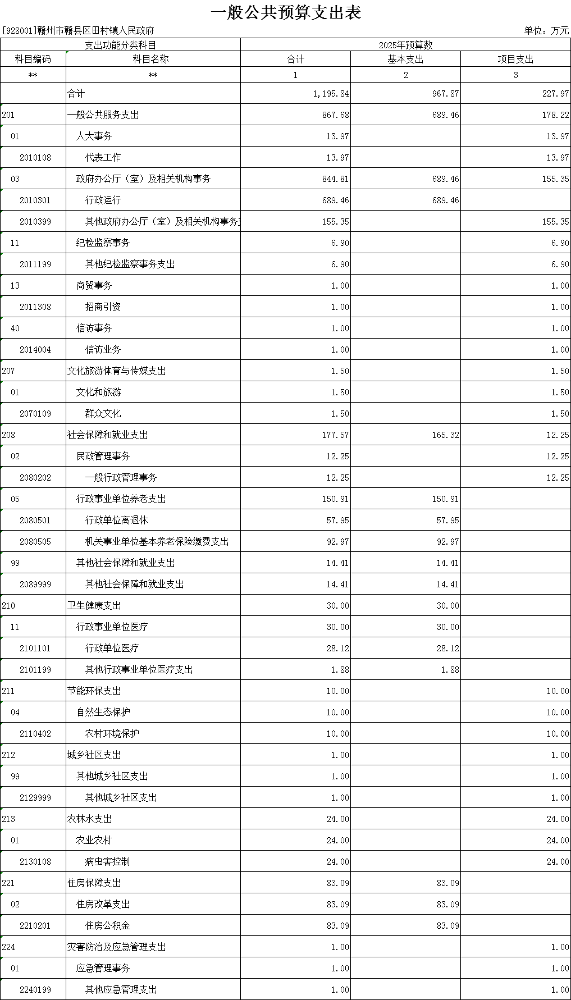 一般公共预算支出表
[928001]赣州市赣县区田村镇人民政府 单位：万元
支出功能分类科目 2025年预算数
科目编码 科目名称 合计 基本支出 项目支出
** ** 1 2 3
合计 1,195.84 967.87 227.97
201 一般公共服务支出 867.68 689.46 178.22
01 人大事务 13.97 13.97
2010108 代表工作 13.97 13.97
03 政府办公厅（室）及相关机构事务 844.81 689.46 155.35
2010301 行政运行 689.46 689.46
2010399 其他政府办公厅（室）及相关机构事务 155.35 155.35
11 纪检监察事务 6.90 6.90
2011199 其他纪检监察事务支出 6.90 6.90
13 商贸事务 1.00 1.00
2011308 招商引资 1.00 1.00
40 信访事务 1.00 1.00
2014004 信访业务 1.00 1.00
207 文化旅游体育与传媒支出 1.50 1.50
01 文化和旅游 1.50 1.50
2070109 群众文化 1.50 1.50
208 社会保障和就业支出 177.57 165.32 12.25
02 民政管理事务 12.25 12.25
2080202 一般行政管理事务 12.25 12.25
05 行政事业单位养老支出 150.91 150.91
2080501 行政单位离退休 57.95 57.95
2080505 机关事业单位基本养老保险缴费支出 92.97 92.97
99 其他社会保障和就业支出 14.41 14.41
2089999 其他社会保障和就业支出 14.41 14.41
210 卫生健康支出 30.00 30.00
11 行政事业单位医疗 30.00 30.00
2101101 行政单位医疗 28.12 28.12
2101199 其他行政事业单位医疗支出 1.88 1.88
211 节能环保支出 10.00 10.00
04 自然生态保护 10.00 10.00
2110402 农村环境保护 10.00 10.00
212 城乡社区支出 1.00 1.00
99 其他城乡社区支出 1.00 1.00
2129999 其他城乡社区支出 1.00 1.00
213 农林水支出 24.00 24.00
01 农业农村 24.00 24.00
2130108 病虫害控制 24.00 24.00
221 住房保障支出 83.09 83.09
02 住房改革支出 83.09 83.09
2210201 住房公积金 83.09 83.09
224 灾害防治及应急管理支出 1.00 1.00
01 应急管理事务 1.00 1.00
2240199 其他应急管理支出 1.00 1.00